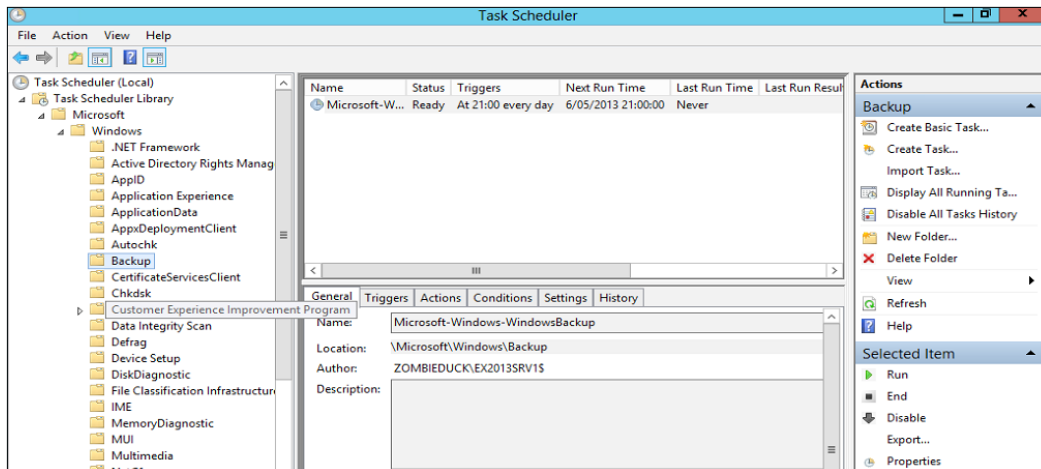 Task Scheduler
File Action View Help
Task Scheduler (Local)
Task Scheduler Library
Microsoft
Windows
.NET Framework
Active Directory Rights Manag
AppID
Application Experience
ApplicationData
AppxDeploymentClient
Autochk
Backup
CertificateServicesClient
Chkdsk
Customer Experience Improvement Program
Data Integrity Scan
Defrag
Device Setup
DiskDiagnostic
File Classification Infrastructur
IME
MemoryDiagnostic
MUI
Multimedia
Name Status Triggers Next Run Time Last Run Time Last Run Resul
Microsoft-W... Ready At 21:00 every day 6/05/2013 21:00:00 Never
General Triggers Actions Conditions Settings History
Name: Microsoft-Windows-WindowsBackup
Location: \Microsoft\Windows\Backup
Author: ZOMBIEDUCK\EX2013SRV1$
Description:
Actions
Backup
Create Basic Task...
Create Task...
Import Task...
Display All Running Ta...
Disable All Tasks History
New Folder...
Delete Folder
View
Refresh
Help
Selected Item
Run
End
Disable
Export...
Properties